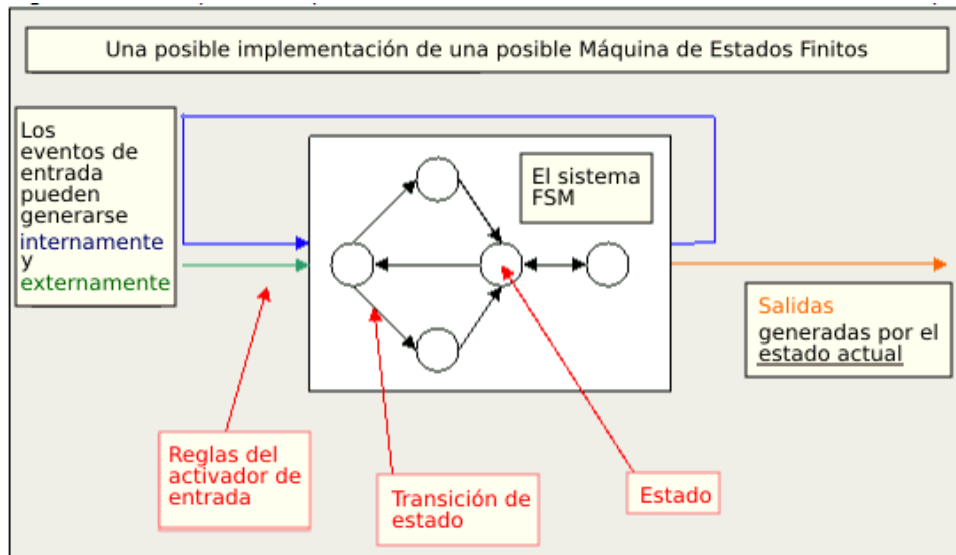 Una posible implementación de una posible Máquina de Estados Finitos
Los
eventos de
entrada
pueden
generarse
internamente
y
externamente
El sistema
FSM
Salidas
generadas por el
estado actual
Reglas del
activador de
entrada
Transición de
estado
Estado